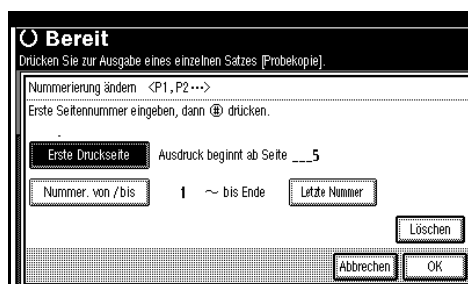 Bereit
Drücken Sie zur Ausgabe eines einzelnen Satzes [Probekopie].
Nummerierung ändern <P1,P2···>
Erste Seitennummer eingeben, dann # drücken.
Erste Druckseite Ausdruck beginnt ab Seite ___5
Nummer. von /bis 1 ~ bis Ende Letzte Nummer
Löschen
Abbrechen OK